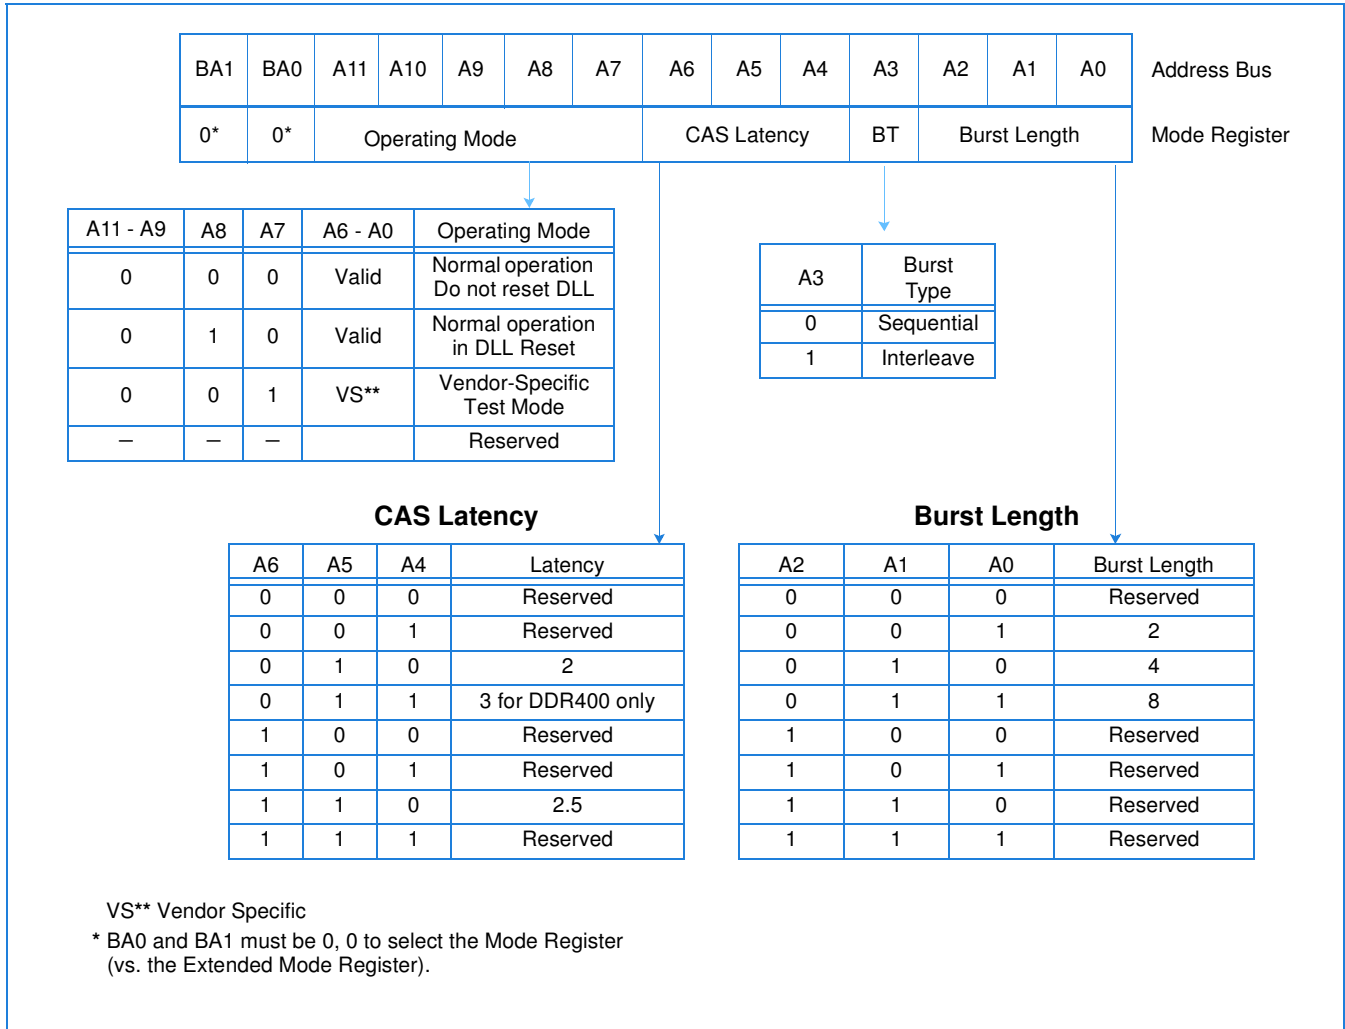 BA1 BA0 A11 A10 A9 A8 A7 A6 A5 A4 A3 A2 A1 A0 Address Bus
0* 0* Operating Mode CAS Latency BT Burst Length Mode Register
A11 - A9 A8 A7 A6 - A0 Operating Mode
0 0 0 Valid Normal operation
Do not reset DLL
0 1 0 Valid Normal operation
in DLL Reset
0 0 1 VS** Vendor-Specific
Test Mode
— — — Reserved
A3 Burst
Type
0 Sequential
1 Interleave
CAS Latency
A6 A5 A4 Latency
0 0 0 Reserved
0 0 1 Reserved
0 1 0 2
0 1 1 3 for DDR400 only
1 0 0 Reserved
1 0 1 Reserved
1 1 0 2.5
1 1 1 Reserved
Burst Length
A2 A1 A0 Burst Length
0 0 0 Reserved
0 0 1 2
0 1 0 4
0 1 1 8
1 0 0 Reserved
1 0 1 Reserved
1 1 0 Reserved
1 1 1 Reserved
VS** Vendor Specific
* BA0 and BA1 must be 0, 0 to select the Mode Register
(vs. the Extended Mode Register).